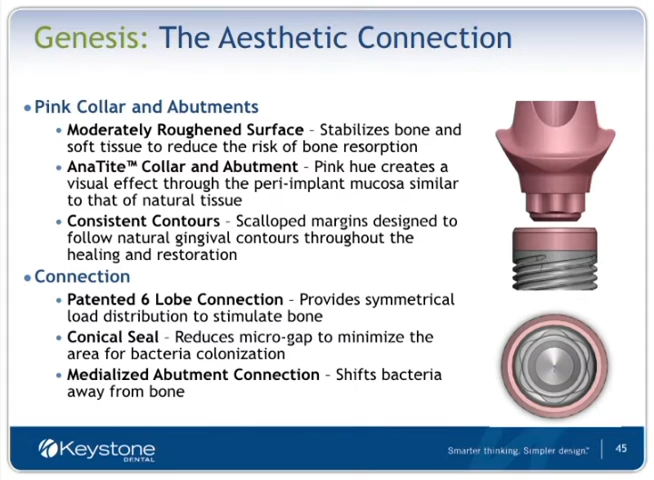 Genesis: The Aesthetic Connection
• Pink Collar and Abutments
• Moderately Roughened Surface – Stabilizes bone and
soft tissue to reduce the risk of bone resorption
• AnaTite™ Collar and Abutment – Pink hue creates a
visual effect through the peri-implant mucosa similar
to that of natural tissue
• Consistent Contours – Scalloped margins designed to
follow natural gingival contours throughout the
healing and restoration
• Connection
• Patented 6 Lobe Connection – Provides symmetrical
load distribution to stimulate bone
• Conical Seal – Reduces micro-gap to minimize the
area for bacteria colonization
• Medialized Abutment Connection – Shifts bacteria
away from bone
Keystone
DENTAL
Smarter thinking. Simpler design.™
45